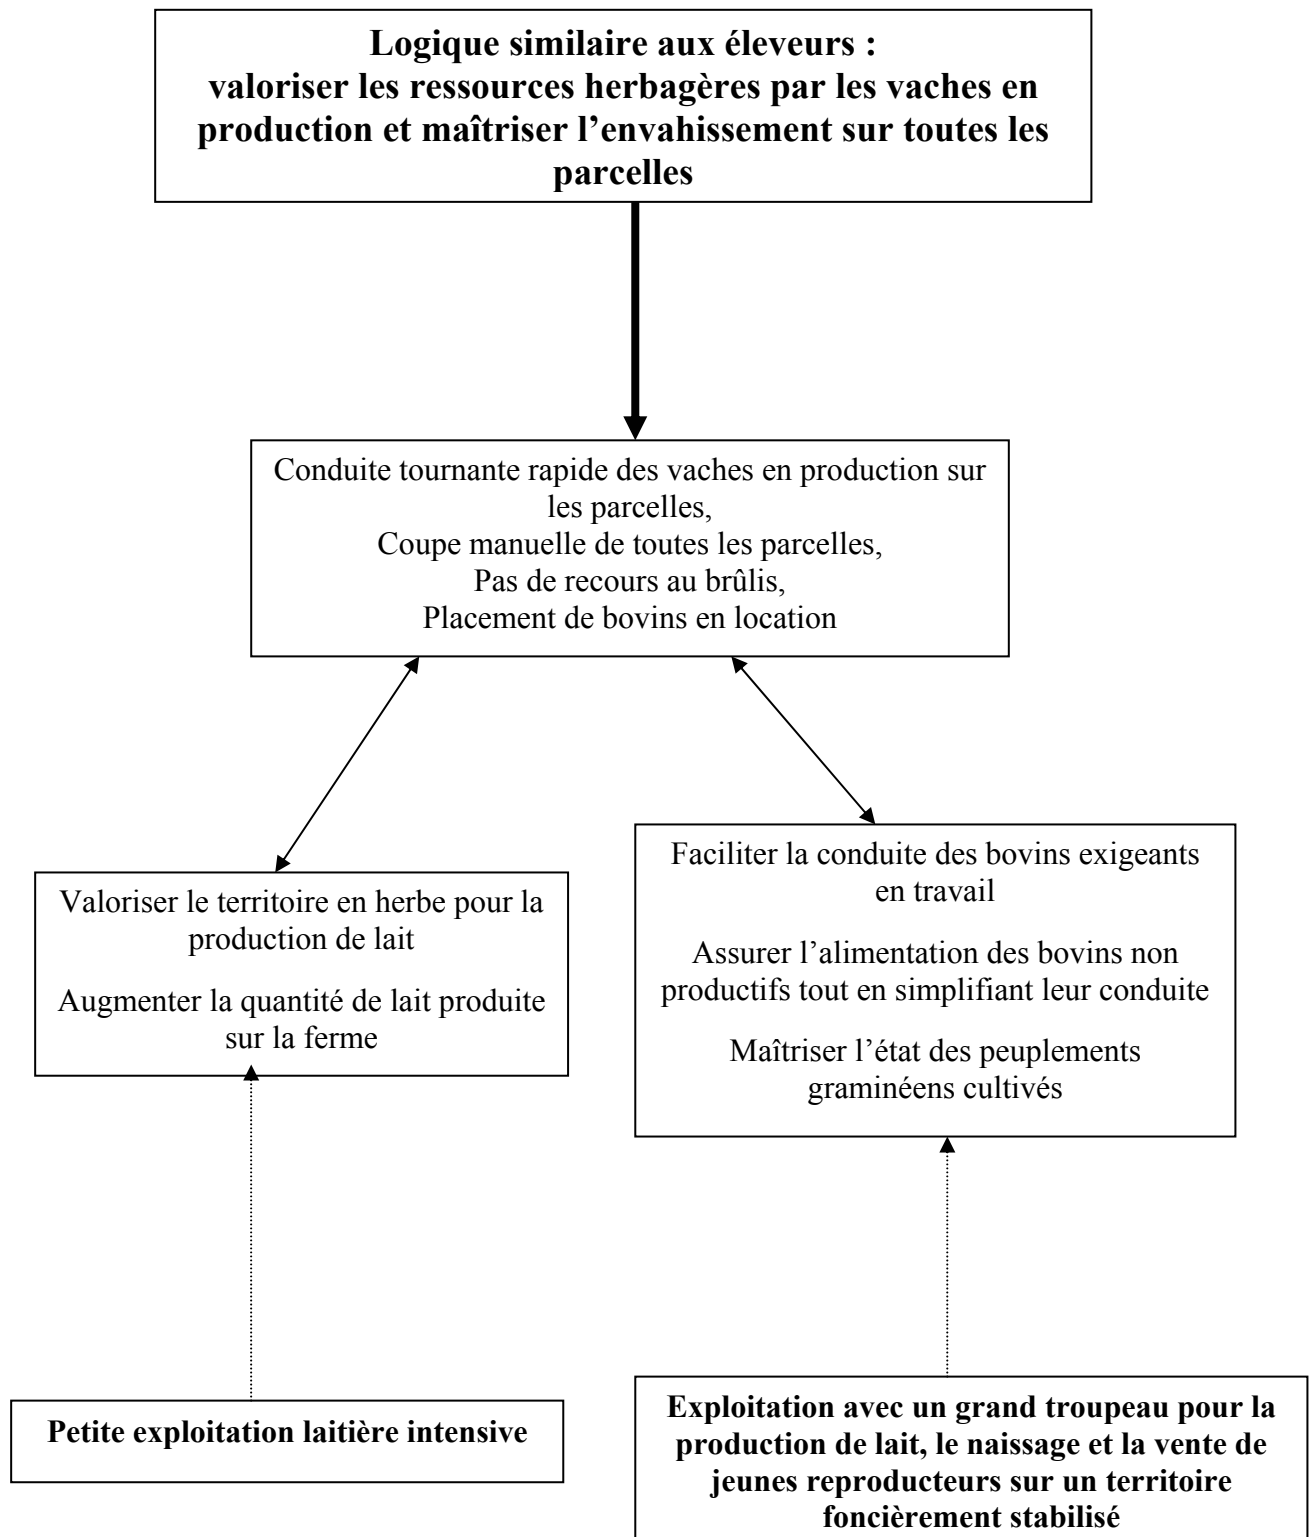 Logique similaire aux éleveurs :
valoriser les ressources herbagères par les vaches en
production et maîtriser l’envahissement sur toutes les
parcelles
Conduite tournante rapide des vaches en production sur
les parcelles,
Coupe manuelle de toutes les parcelles,
Pas de recours au brûlis,
Placement de bovins en location
Valoriser le territoire en herbe pour la
production de lait
Augmenter la quantité de lait produite
sur la ferme
Faciliter la conduite des bovins exigeants
en travail
Assurer l’alimentation des bovins non
productifs tout en simplifiant leur conduite
Maîtriser l’état des peuplements
graminéens cultivés
Petite exploitation laitière intensive
Exploitation avec un grand troupeau pour la
production de lait, le naissage et la vente de
jeunes reproducteurs sur un territoire
foncièrement stabilisé